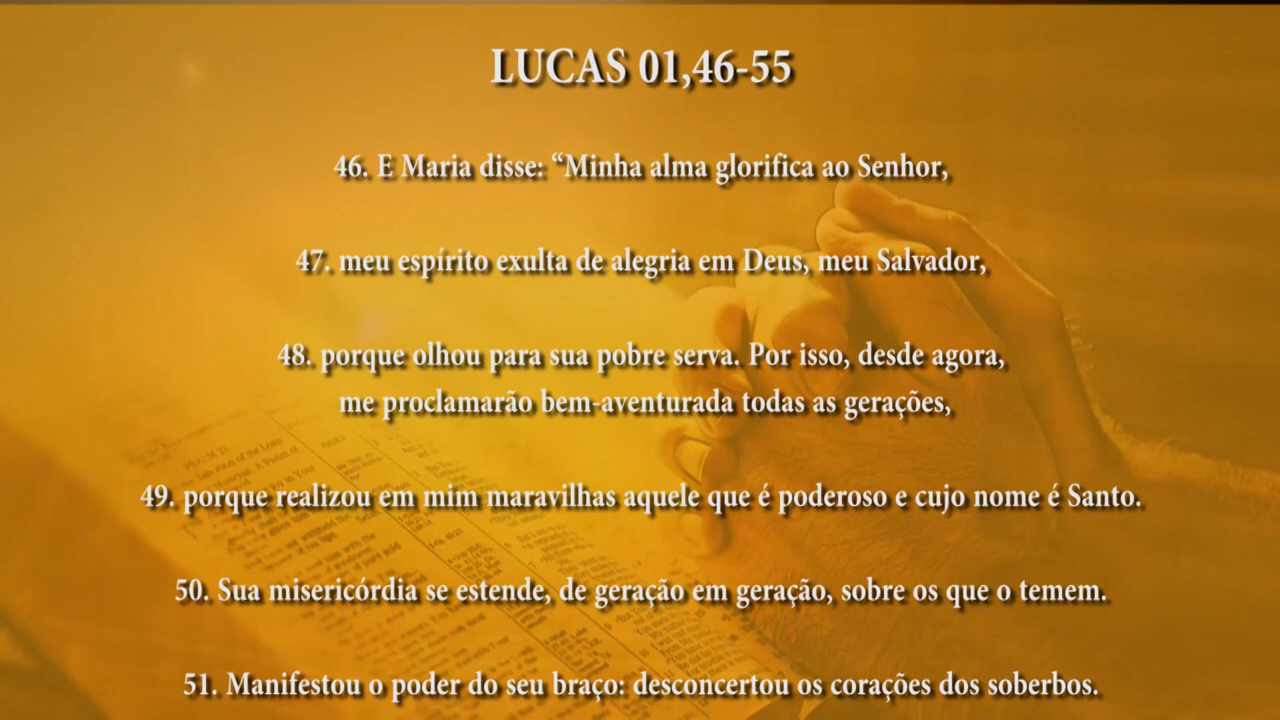 LUCAS 01,46-55
46. E Maria disse: “Minha alma glorifica ao Senhor,
47. meu espírito exulta de alegria em Deus, meu Salvador,
48. porque olhou para sua pobre serva. Por isso, desde agora,
me proclamarão bem-aventurada todas as gerações,
49. porque realizou em mim maravilhas aquele que é poderoso e cujo nome é Santo.
50. Sua misericórdia se estende, de geração em geração, sobre os que o temem.
51. Manifestou o poder do seu braço: desconcertou os corações dos soberbos.